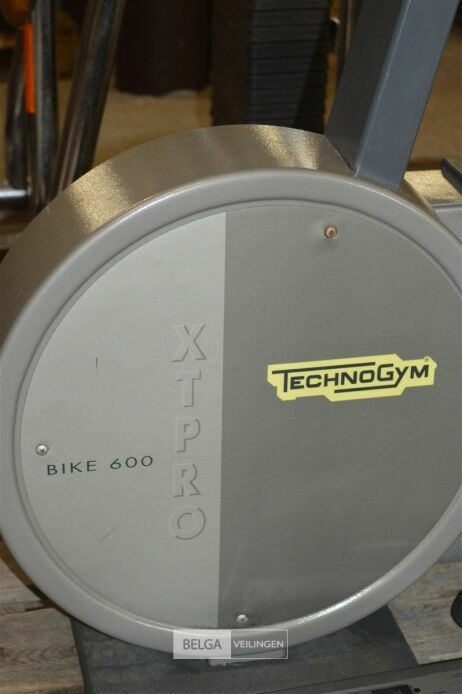 XTPRO
TECHNOGYM®
BIKE 600
BELGA VEILINGEN